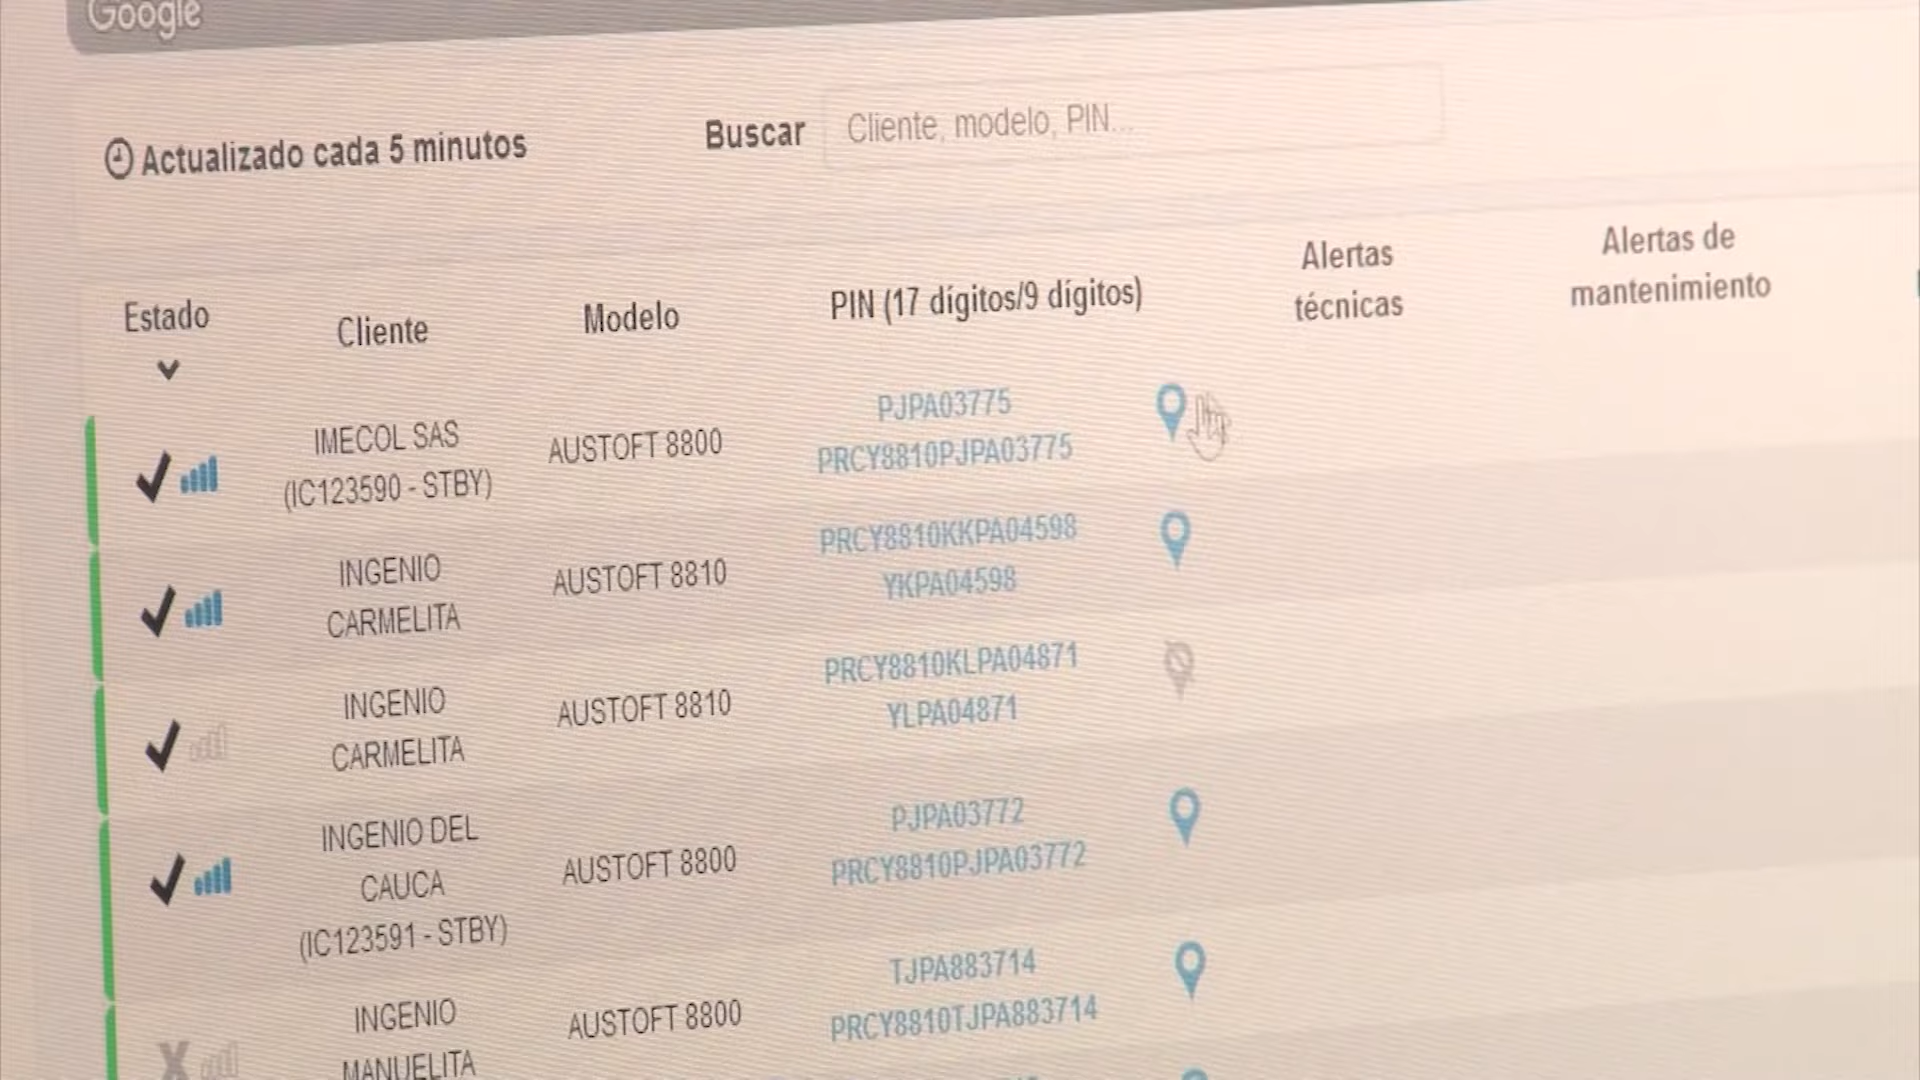 Google
Actualizado cada 5 minutos
Buscar
Cliente, modelo, PIN...
Estado
Cliente
Modelo
PIN (17 dígitos/9 dígitos)
Alertas
técnicas
Alertas de
mantenimiento
IMECOL SAS
(IC123590 - STBY)
AUSTOFT 8800
PJPA03775
PRCY8810PJPA03775
INGENIO
CARMELITA
AUSTOFT 8810
PRCY8810KKPA04598
YKPA04598
INGENIO
CARMELITA
AUSTOFT 8810
PRCY8810KLPA04871
YLPA04871
INGENIO DEL
CAUCA
(IC123591 - STBY)
AUSTOFT 8800
PJPA03772
PRCY8810PJPA03772
INGENIO
MANUELITA
AUSTOFT 8800
TJPA883714
PRCY8810TJPA883714